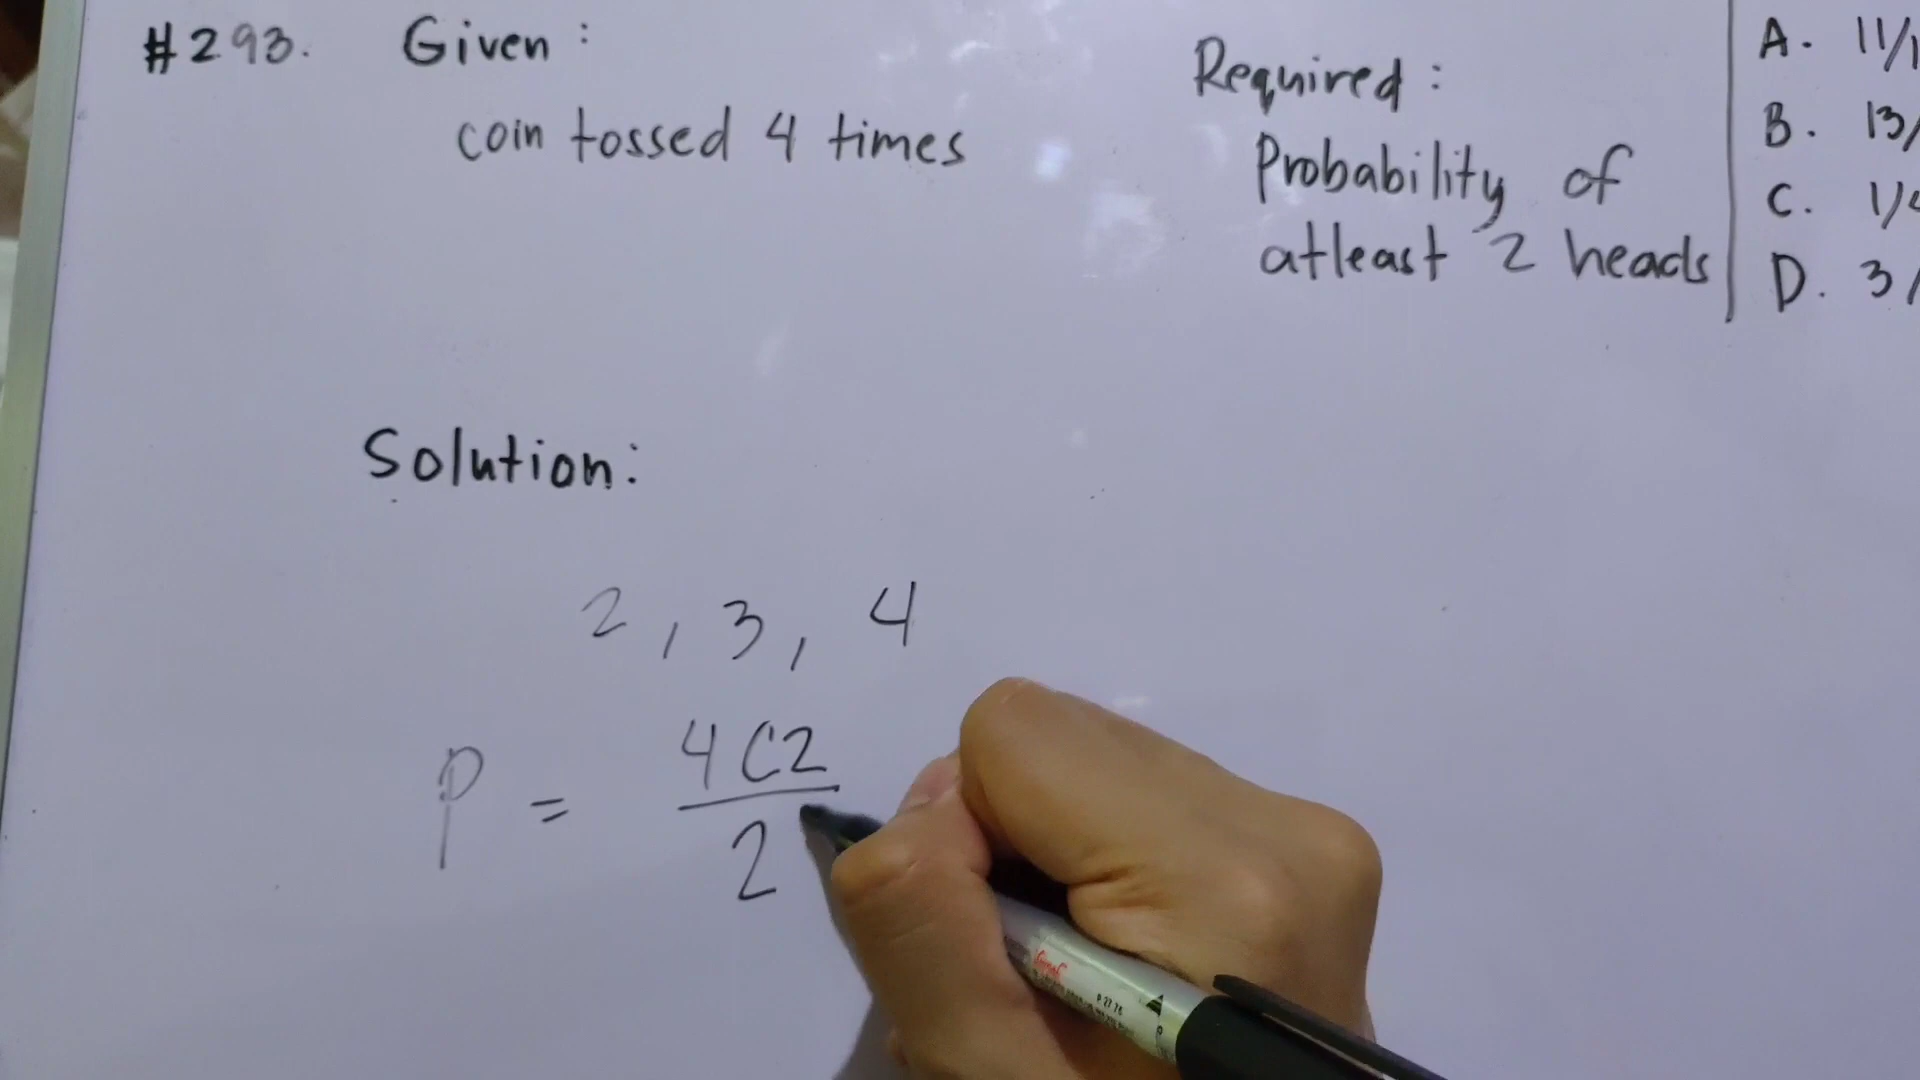 #293. Given :
coin tossed 4 times
Required :
Probability of
atleast 2 heads
A. 11/1
B. 13/
C. 1/
D. 3/
Solution:
2, 3, 4
P = 4C2
2